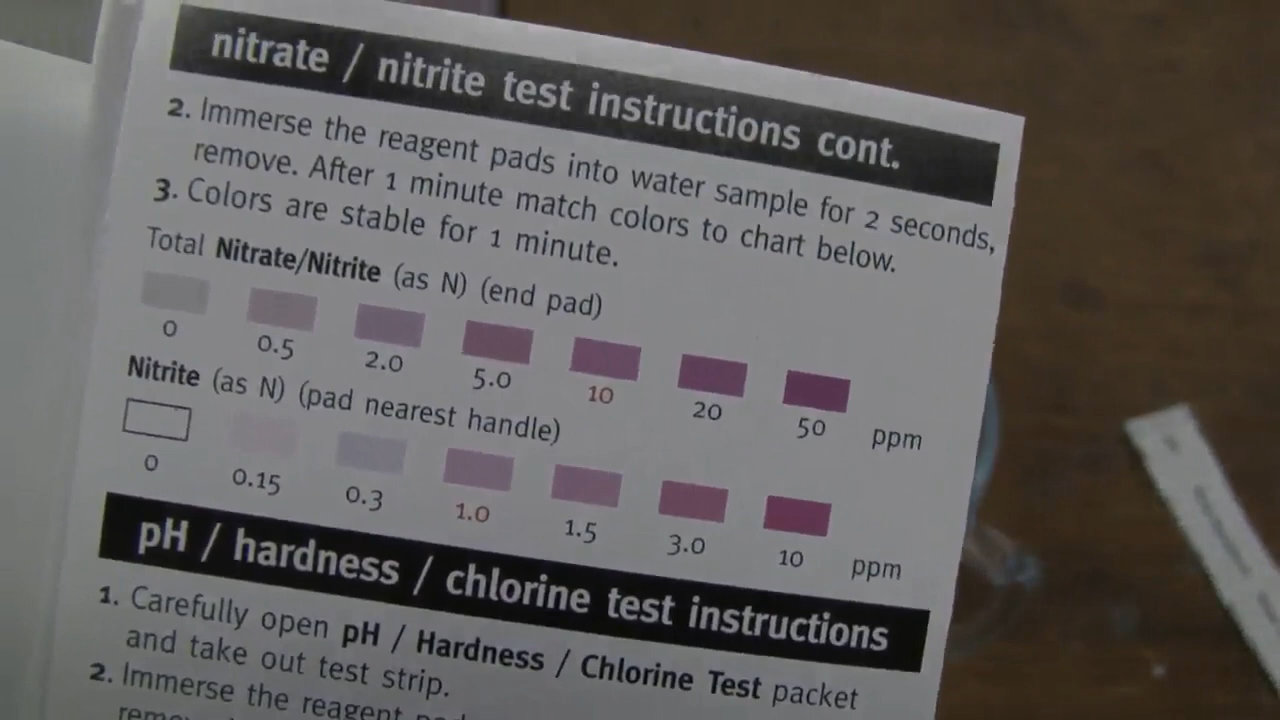 nitrate / nitrite test instructions cont.
2. Immerse the reagent pads into water sample for 2 seconds,
remove. After 1 minute match colors to chart below.
3. Colors are stable for 1 minute.
Total Nitrate/Nitrite (as N) (end pad)
0 0.5 2.0 5.0 10 20 50 ppm
Nitrite (as N) (pad nearest handle)
0 0.15 0.3 1.0 1.5 3.0 10 ppm
pH / hardness / chlorine test instructions
1. Carefully open pH / Hardness / Chlorine Test packet
and take out test strip.
2. Immerse the reagent